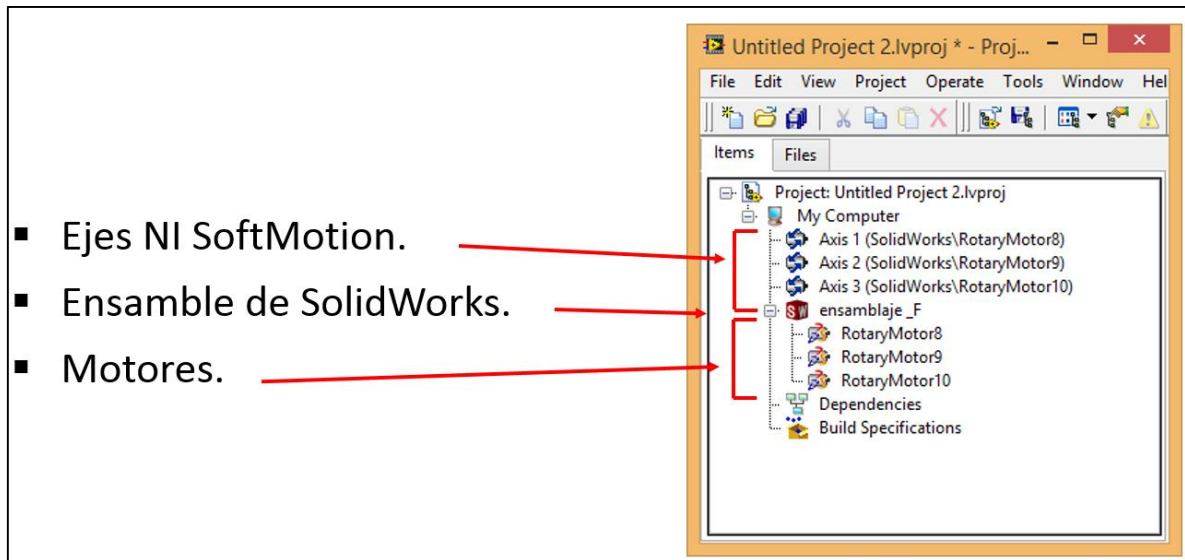 Ejes NI SoftMotion.
Ensamble de SolidWorks.
Motores.
Untitled Project 2.lvproj * - Proj...
File Edit View Project Operate Tools Window Hel
Items Files
Project: Untitled Project 2.lvproj
My Computer
Axis 1 (SolidWorks\RotaryMotor8)
Axis 2 (SolidWorks\RotaryMotor9)
Axis 3 (SolidWorks\RotaryMotor10)
SW ensamblaje _F
RotaryMotor8
RotaryMotor9
RotaryMotor10
Dependencies
Build Specifications